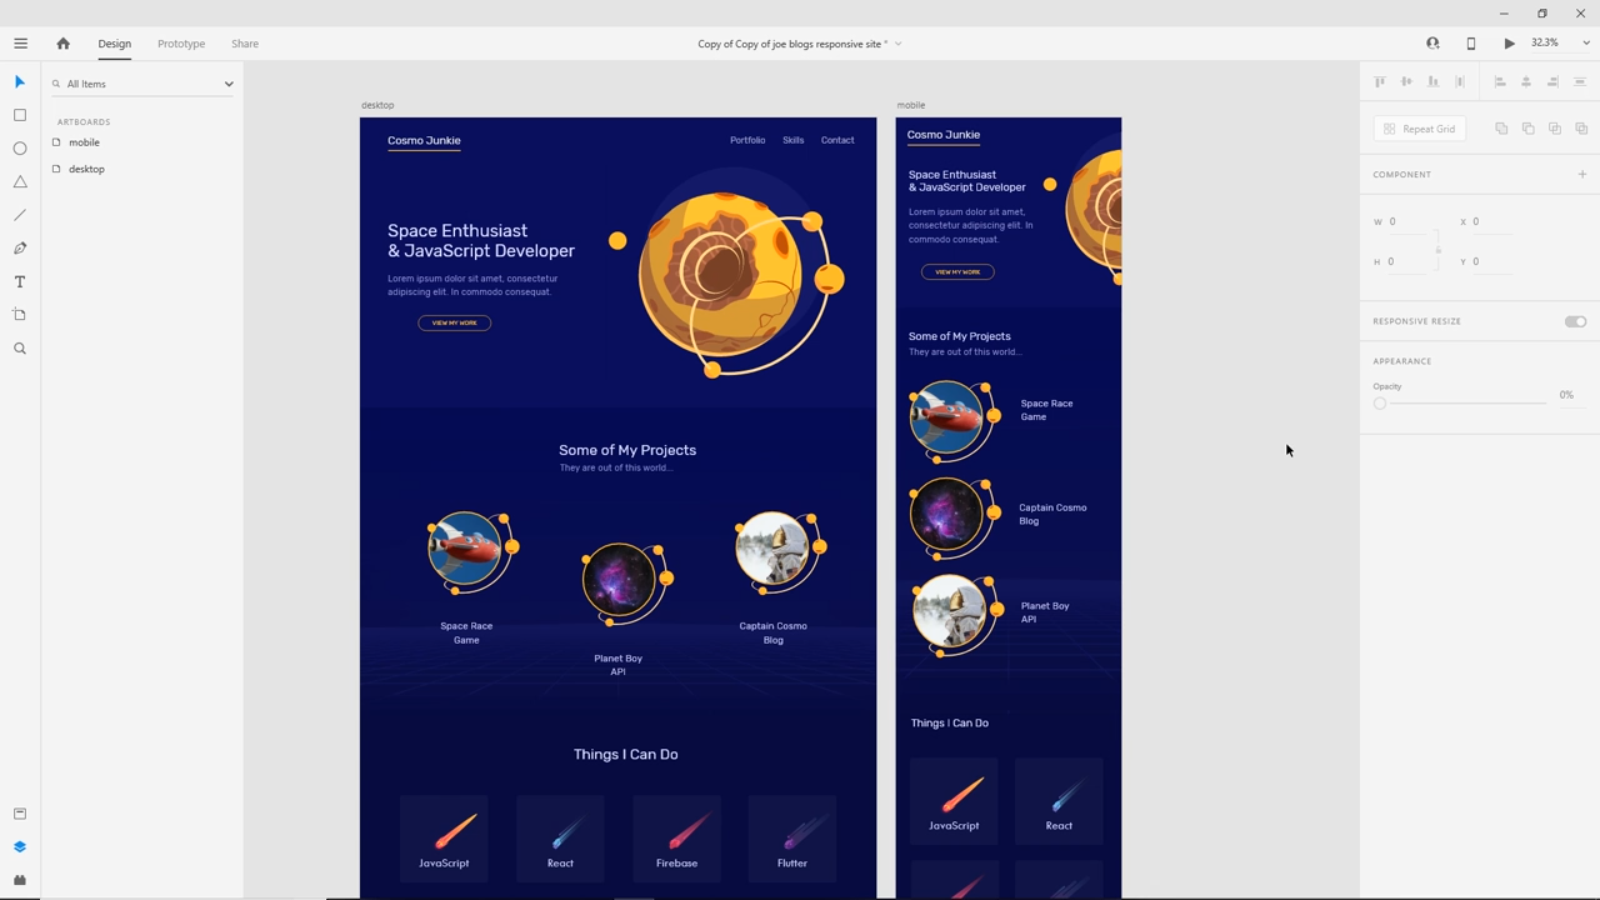 Design
Prototype
Share
Copy of Copy of joe blogs responsive site *
32.3%
All Items
ARTBOARDS
mobile
desktop
desktop
Cosmo Junkie
Portfolio
Skills
Contact
Space Enthusiast
& JavaScript Developer
Lorem ipsum dolor sit amet, consectetur
adipiscing elit. In commodo consequat.
VIEW MY WORK
Some of My Projects
They are out of this world...
Space Race
Game
Planet Boy
API
Captain Cosmo
Blog
Things I Can Do
JavaScript
React
Firebase
Flutter
mobile
Cosmo Junkie
Space Enthusiast
& JavaScript Developer
Lorem ipsum dolor sit amet,
consectetur adipiscing elit. In
commodo consequat.
VIEW MY WORK
Some of My Projects
They are out of this world...
Space Race
Game
Captain Cosmo
Blog
Planet Boy
API
Things I Can Do
JavaScript
React
Repeat Grid
COMPONENT
W 0
X 0
H 0
Y 0
RESPONSIVE RESIZE
APPEARANCE
Opacity
0%